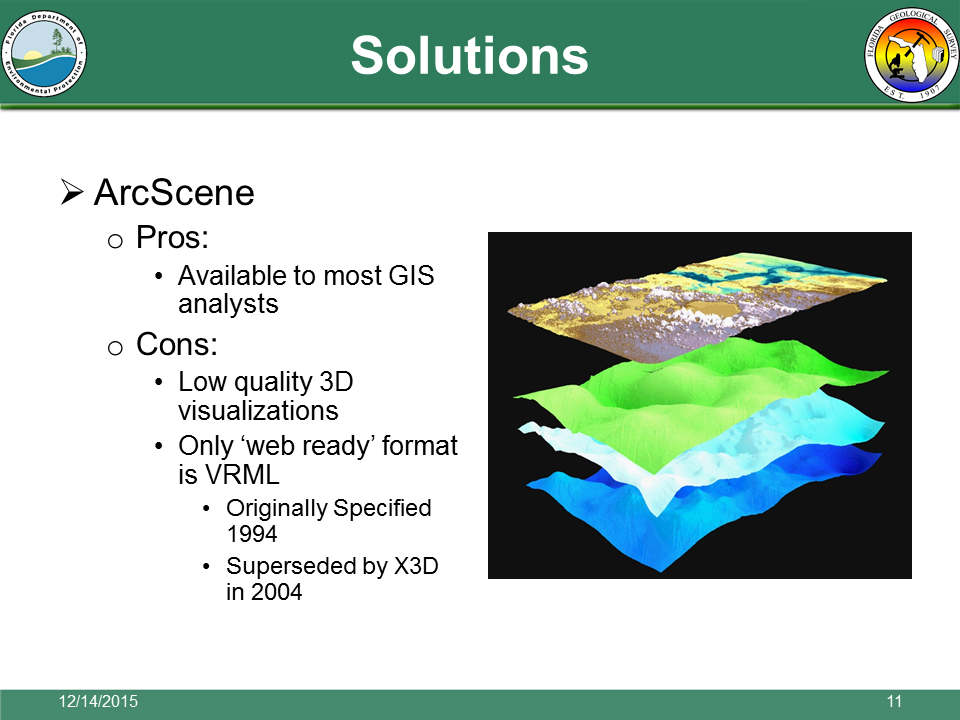 Florida Department of
Environmental Protection
Solutions
FLORIDA GEOLOGICAL SURVEY
EST. 1907
➢ ArcScene
o Pros:
• Available to most GIS
analysts
o Cons:
• Low quality 3D
visualizations
• Only ‘web ready’ format
is VRML
• Originally Specified
1994
• Superseded by X3D
in 2004
12/14/2015
11